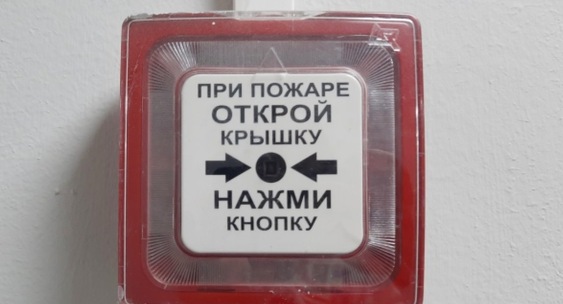 ПРИ ПОЖАРЕ
ОТКРОЙ
КРЫШКУ
НАЖМИ
КНОПКУ